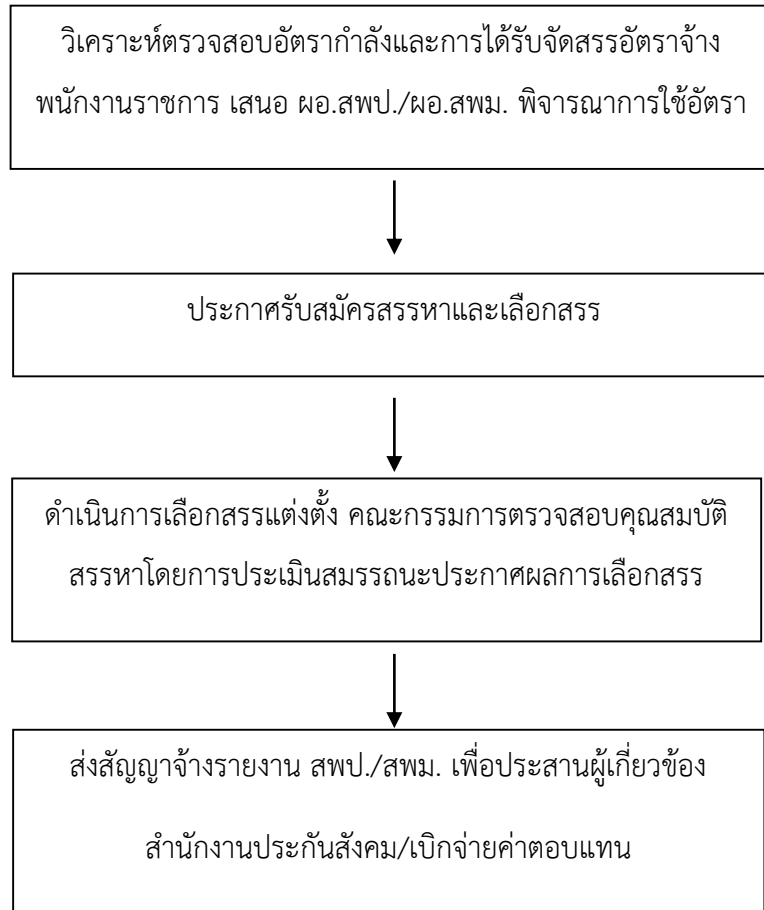 วิเคราะห์ตรวจสอบอัตรากำลังและการได้รับจัดสรรอัตราจ้าง
พนักงานราชการ เสนอ ผอ.สพป./ผอ.สพม. พิจารณาการใช้อัตรา
ประกาศรับสมัครสรรหาและเลือกสรร
ดำเนินการเลือกสรรแต่งตั้ง คณะกรรมการตรวจสอบคุณสมบัติ
สรรหาโดยการประเมินสมรรถนะประกาศผลการเลือกสรร
ส่งสัญญาจ้างรายงาน สพป./สพม. เพื่อประสานผู้เกี่ยวข้อง
สำนักงานประกันสังคม/เบิกจ่ายค่าตอบแทน